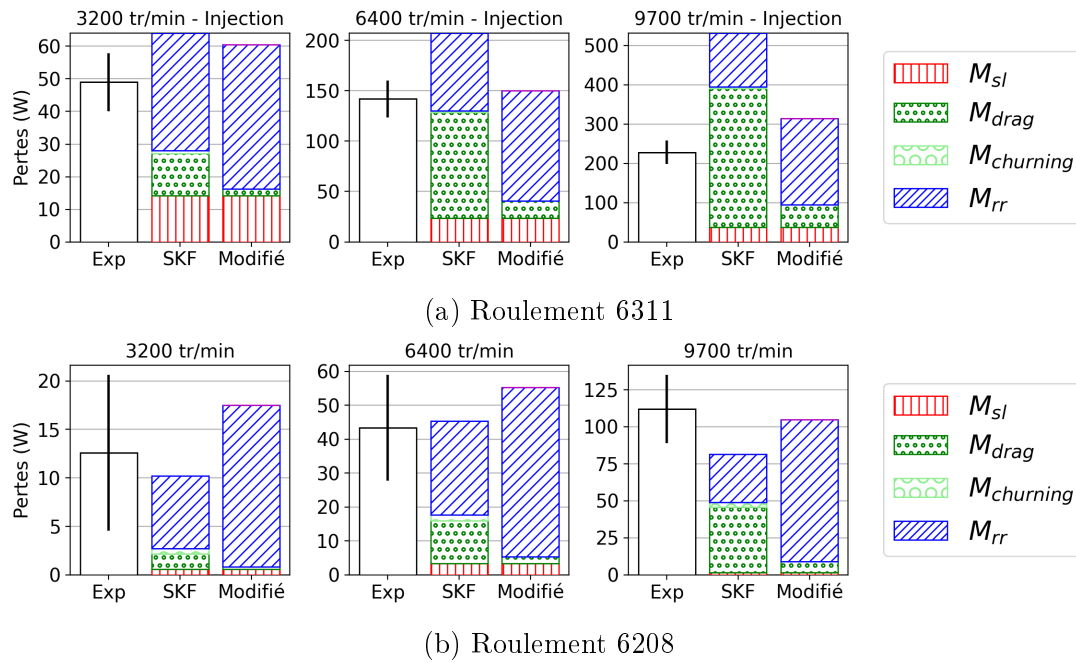 3200 tr/min - Injection
6400 tr/min - Injection
9700 tr/min - Injection
Pertes (W)
60
50
40
30
20
10
0
Exp SKF Modifié
200
150
100
50
0
Exp SKF Modifié
500
400
300
200
100
0
Exp SKF Modifié
M_sl
M_drag
M_churning
M_rr
(a) Roulement 6311
3200 tr/min
6400 tr/min
9700 tr/min
Pertes (W)
20
15
10
5
0
Exp SKF Modifié
60
50
40
30
20
10
0
Exp SKF Modifié
125
100
75
50
25
0
Exp SKF Modifié
M_sl
M_drag
M_churning
M_rr
(b) Roulement 6208